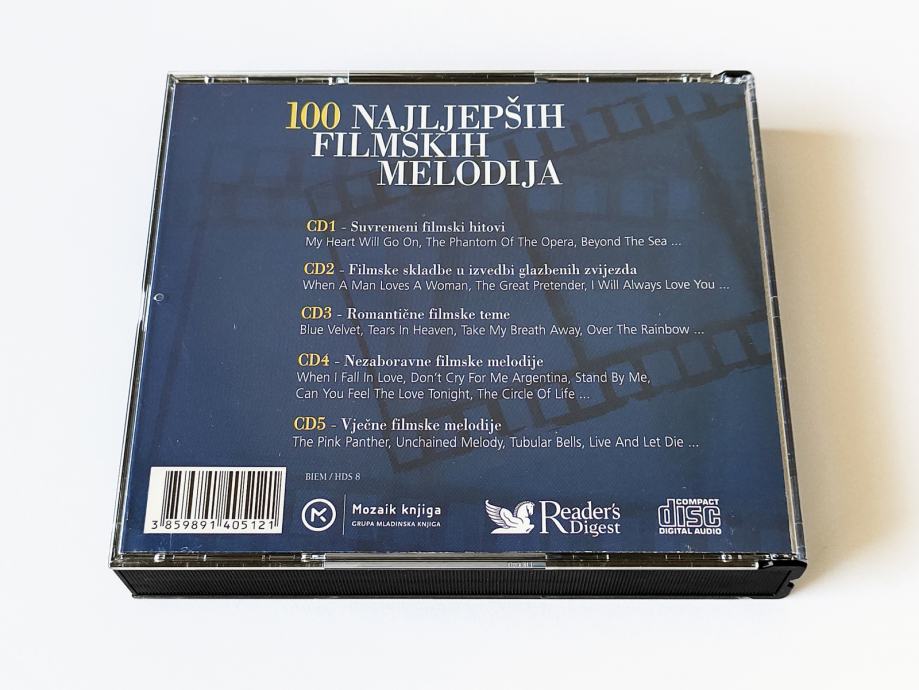 100 NAJLJEPŠIH
FILMSKIH
MELODIJA
CD1 - Suvremeni filmski hitovi
My Heart Will Go On, The Phantom Of The Opera, Beyond The Sea ...
CD2 - Filmske skladbe u izvedbi glazbenih zvijezda
When A Man Loves A Woman, The Great Pretender, I Will Always Love You ...
CD3 - Romantične filmske teme
Blue Velvet, Tears In Heaven, Take My Breath Away, Over The Rainbow ...
CD4 - Nezaboravne filmske melodije
When I Fall In Love, Don't Cry For Me Argentina, Stand By Me,
Can You Feel The Love Tonight, The Circle Of Life ...
CD5 - Vječne filmske melodije
The Pink Panther, Unchained Melody, Tubular Bells, Live And Let Die ...
BIEM / HDS 8
3 859891 405121
Mozaik knjiga
GRUPA MLADINSKA KNJIGA
Reader's
Digest
COMPACT
disc
DIGITAL AUDIO